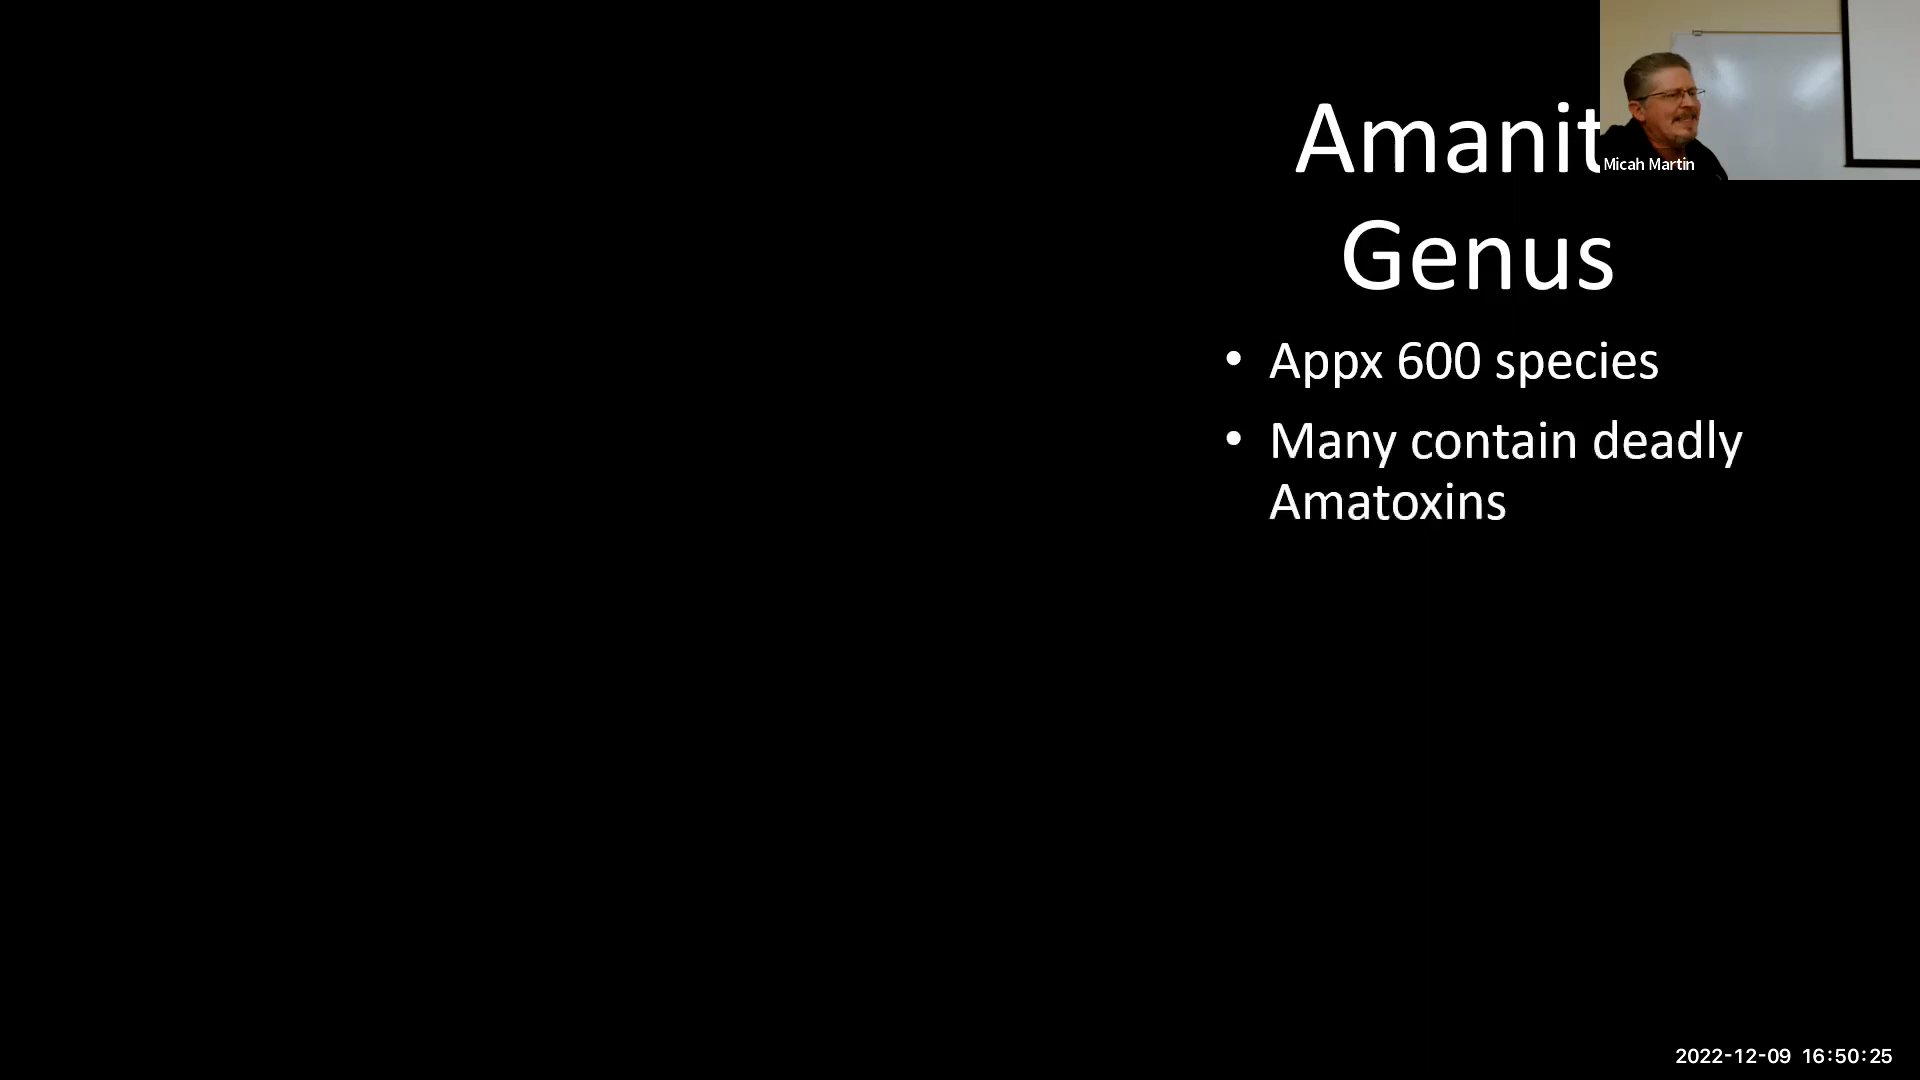 Amanit
Genus
• Appx 600 species
• Many contain deadly
Amatoxins
Micah Martin
2022-12-09 16:50:25